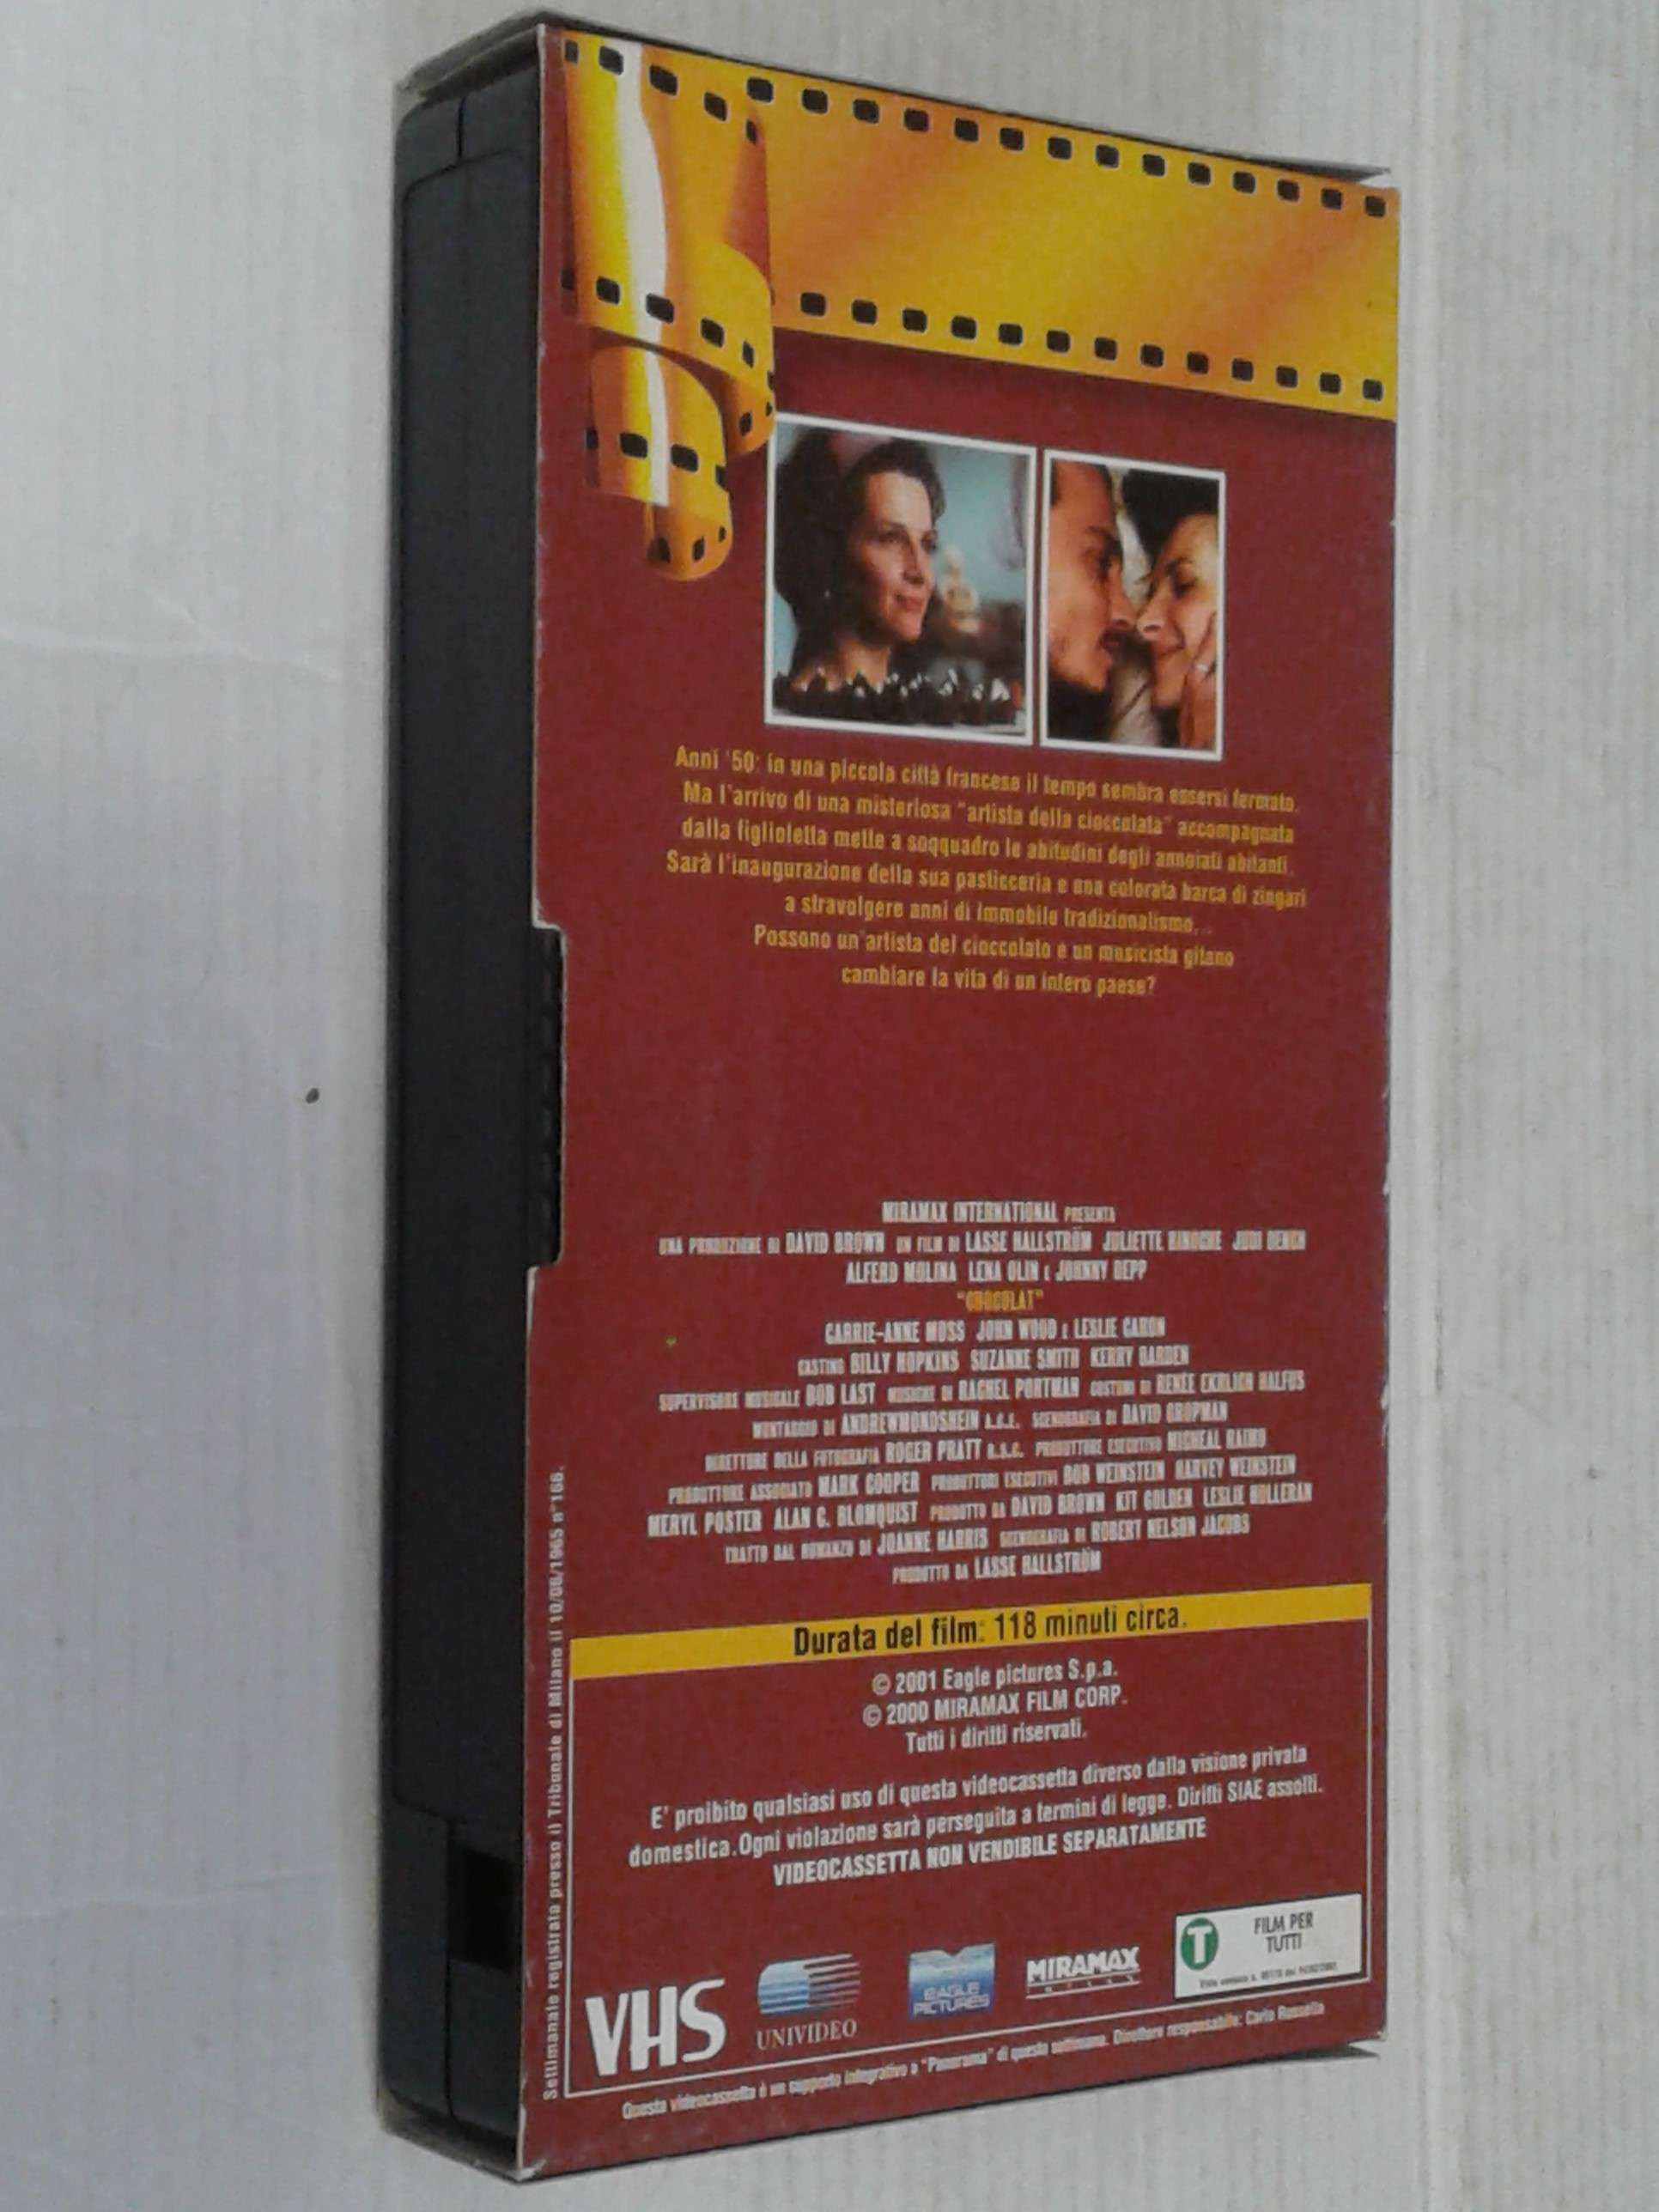 Anni '50: in una piccola città francese il tempo sembra essersi fermato.
Ma l'arrivo di una misteriosa "artista della cioccolata" accompagnata
dalla figlioletta mette a soqquadro le abitudini degli annoiati abitanti.
Sarà l'inaugurazione della sua pasticceria e una colorata barca di zingari
a stravolgere anni di immobile tradizionalismo...
Possono un'artista del cioccolato e un musicista gitano
cambiare la vita di un intero paese?
MIRAMAX INTERNATIONAL PRESENTA
UNA PRODUZIONE DI DAVID BROWN UN FILM DI LASSE HALLSTRÖM JULIETTE BINOCHE JUDI DENCH
ALFERD MOLINA LENA OLIN E JOHNNY DEPP
"CHOCOLAT"
CARRIE-ANNE MOSS JOHN WOOD E LESLIE CARON
CASTING BILLY HOPKINS SUZANNE SMITH KERRY BARDEN
SUPERVISORE MUSICALE BOB LAST MUSICHE DI RACHEL PORTMAN COSTUMI DI RENÉE EHRLICH KALFUS
MONTAGGIO DI ANDREWMONDSHEIN A.C.E. SCENOGRAFIA DI DAVID GROPMAN
DIRETTORE DELLA FOTOGRAFIA ROGER PRATT B.S.C. PRODUTTORE ESECUTIVO MICHEAL RAIMO
PRODUTTORE ASSOCIATO MARK COOPER PRODUTTORI ESECUTIVI BOB WEINSTEIN HARVEY WEINSTEIN
MERYL POSTER ALAN C. BLOMQUIST PRODOTTO DA DAVID BROWN KIT GOLDEN LESLIE HOLLERAN
TRATTO DAL ROMANZO DI JOANNE HARRIS SCENOGRAFIA DI ROBERT NELSON JACOBS
PRODOTTO DA LASSE HALLSTRÖM
Durata del film: 118 minuti circa.
© 2001 Eagle pictures S.p.a.
© 2000 MIRAMAX FILM CORP.
Tutti i diritti riservati.
E' proibito qualsiasi uso di questa videocassetta diverso dalla visione privata
domestica.Ogni violazione sarà perseguita a termini di legge. Diritti SIAE assolti.
VIDEOCASSETTA NON VENDIBILE SEPARATAMENTE
VHS
UNIVIDEO
EAGLE
PICTURES
MIRAMAX
T
FILM PER
TUTTI
Questa videocassetta è un supporto integrativo a "Panorama" di questa settimana. Direttore responsabile: Carlo Rossella
Settimanale registrato presso il Tribunale di Milano il 10/06/1965 n°166.